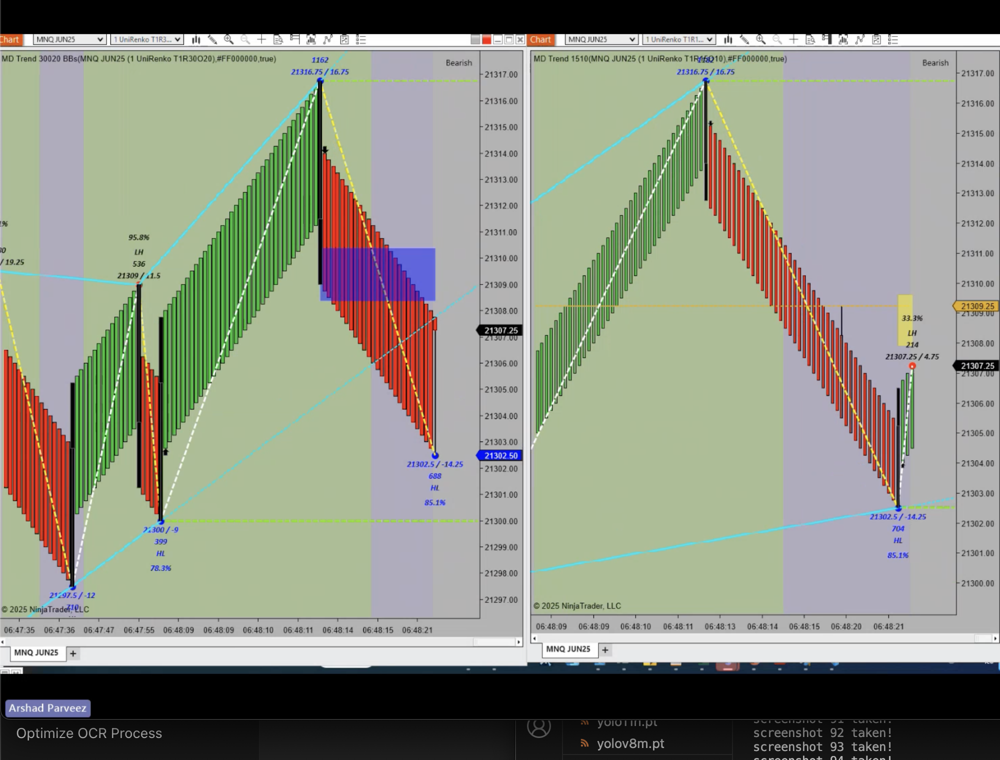 Chart MNQ JUN25 1 UniRenko T1R3...
MD Trend 30020 BBs(MNQ JUN25 (1 UniRenko T1R30O20),#FF000000,true)
Bearish
1162
21316.75 / 16.75
/ 19.25
95.8%
LH
536
21300 / -9
399
HL
78.3%
21297.5 / -12
21302.5 / -14.25
688
HL
85.1%
21317.00
21316.00
21315.00
21314.00
21313.00
21312.00
21311.00
21310.00
21309.00
21308.00
21307.25
21306.00
21305.00
21304.00
21303.00
21302.50
21302.00
21301.00
21300.00
21299.00
21298.00
21297.00
© 2025 NinjaTrader, LLC
06:47:35 06:47:36 06:47:47 06:47:55 06:48:09 06:48:09 06:48:09 06:48:11 06:48:14 06:48:15 06:48:21
MNQ JUN25 +
Chart MNQ JUN25 1 UniRenko T1R1...
MD Trend 1510(MNQ JUN25 (1 UniRenko
Bearish
21316.75 / 16.75
33.3%
LH
214
21307.25 / 4.75
21302.5 / -14.25
704
HL
85.1%
21317.00
21316.00
21315.00
21314.00
21313.00
21312.00
21311.00
21310.00
21309.25
21309.00
21308.00
21307.25
21306.00
21305.00
21304.00
21303.00
21302.00
21301.00
21300.00
© 2025 NinjaTrader, LLC
06:48:09 06:48:09 06:48:10 06:48:11 06:48:13 06:48:14 06:48:15 06:48:20 06:48:21
MNQ JUN25 +
Arshad Parveez
Optimize OCR Process
yolo11n.pt
yolov8m.pt
screenshot 91 taken!
screenshot 92 taken!
screenshot 93 taken!
screenshot 94 taken!